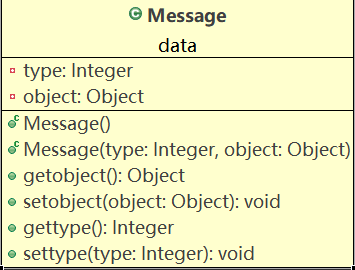 Message
data
type: Integer
object: Object
Message()
Message(type: Integer, object: Object)
getobject(): Object
setobject(object: Object): void
gettype(): Integer
settype(type: Integer): void